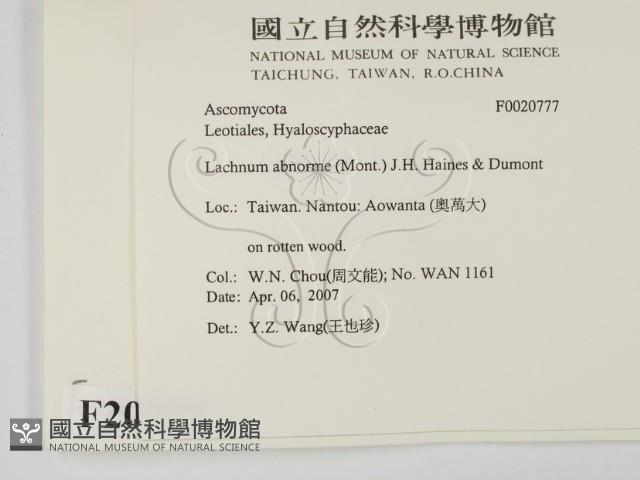 國立自然科學博物館
NATIONAL MUSEUM OF NATURAL SCIENCE
TAICHUNG, TAIWAN, R.O.CHINA
Ascomycota F0020777
Leotiales, Hyaloscyphaceae
Lachnum abnorme (Mont.) J.H. Haines & Dumont
Loc.: Taiwan. Nantou: Aowanta (奧萬大)
on rotten wood.
Col.: W.N. Chou(周文能); No. WAN 1161
Date: Apr. 06, 2007
Det.: Y.Z. Wang(王也珍)
F20
國立自然科學博物館
NATIONAL MUSEUM OF NATURAL SCIENCE